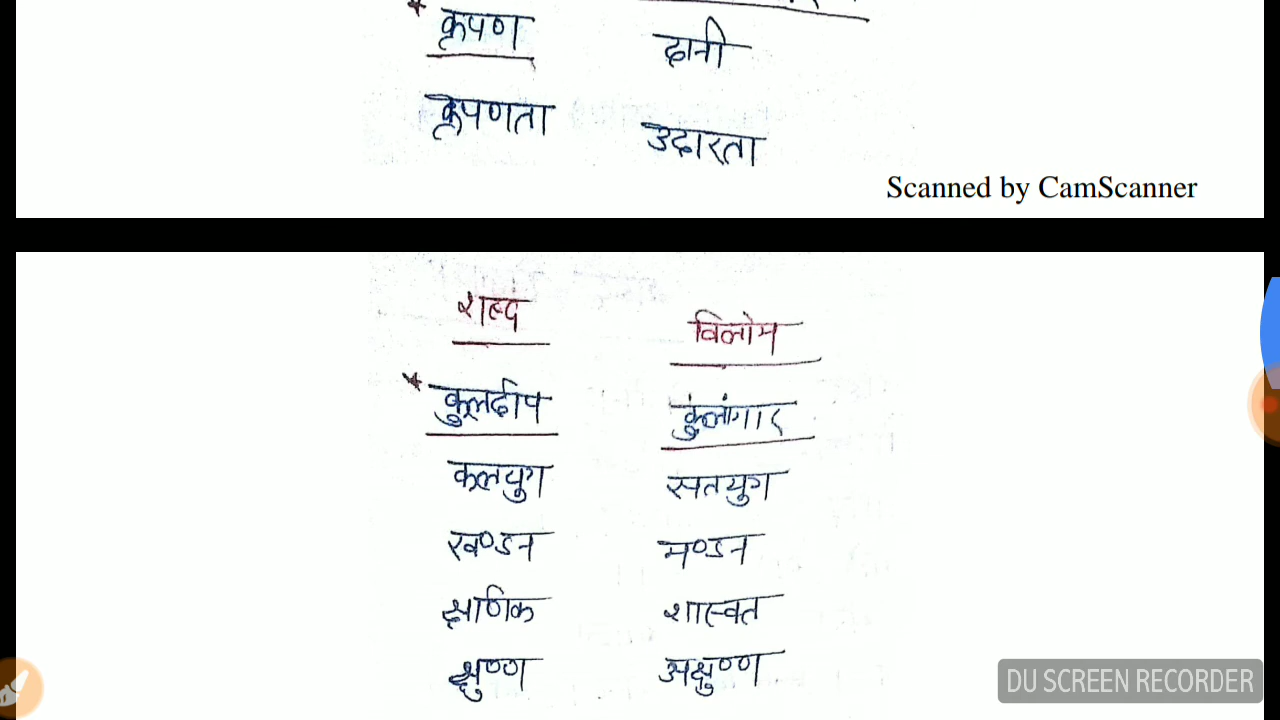 * कृपण दानी
कृपणता उदारता
Scanned by CamScanner
शब्द विलोम
* कुलदीप कुलांगार
कलयुग सतयुग
खण्डन मण्डन
क्षणिक शास्वत
क्षुण्ण अक्षुण्ण
DU SCREEN RECORDER